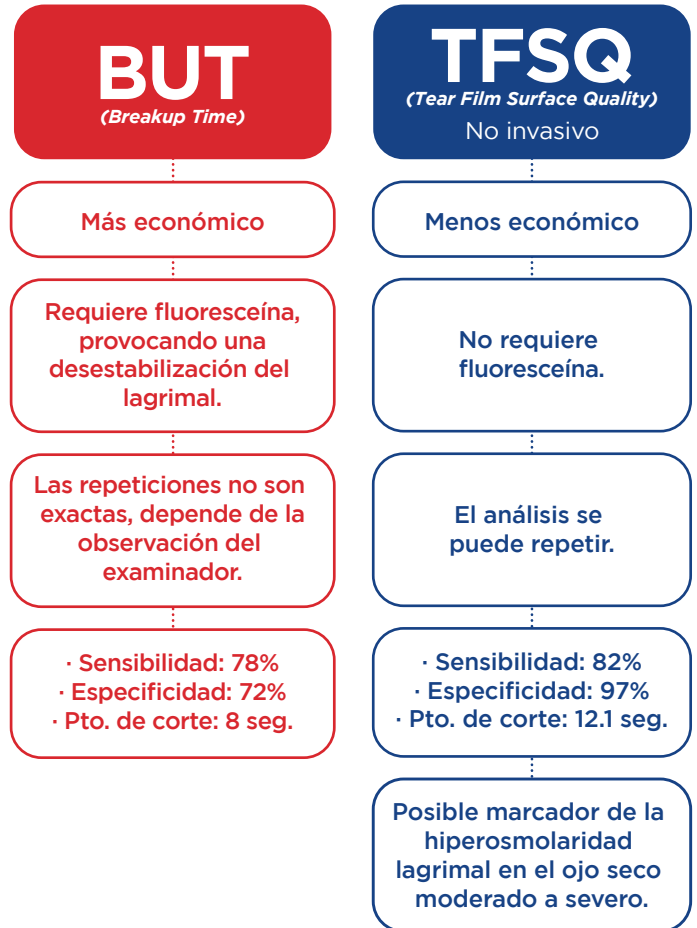 BUT
(Breakup Time)
Más económico
Requiere fluoresceína,
provocando una
desestabilización del
lagrimal.
Las repeticiones no son
exactas, depende de la
observación del
examinador.
· Sensibilidad: 78%
· Especificidad: 72%
· Pto. de corte: 8 seg.
TFSQ
(Tear Film Surface Quality)
No invasivo
Menos económico
No requiere
fluoresceína.
El análisis se
puede repetir.
· Sensibilidad: 82%
· Especificidad: 97%
· Pto. de corte: 12.1 seg.
Posible marcador de la
hiperosmolaridad
lagrimal en el ojo seco
moderado a severo.